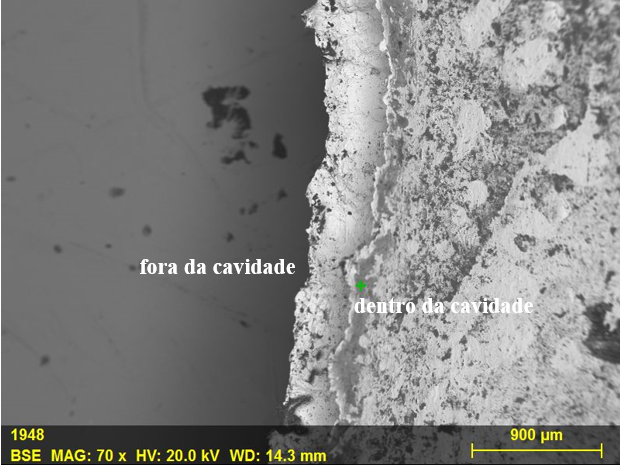 fora da cavidade
dentro da cavidade
1948
900 µm
BSE MAG: 70 x HV: 20.0 kV WD: 14.3 mm